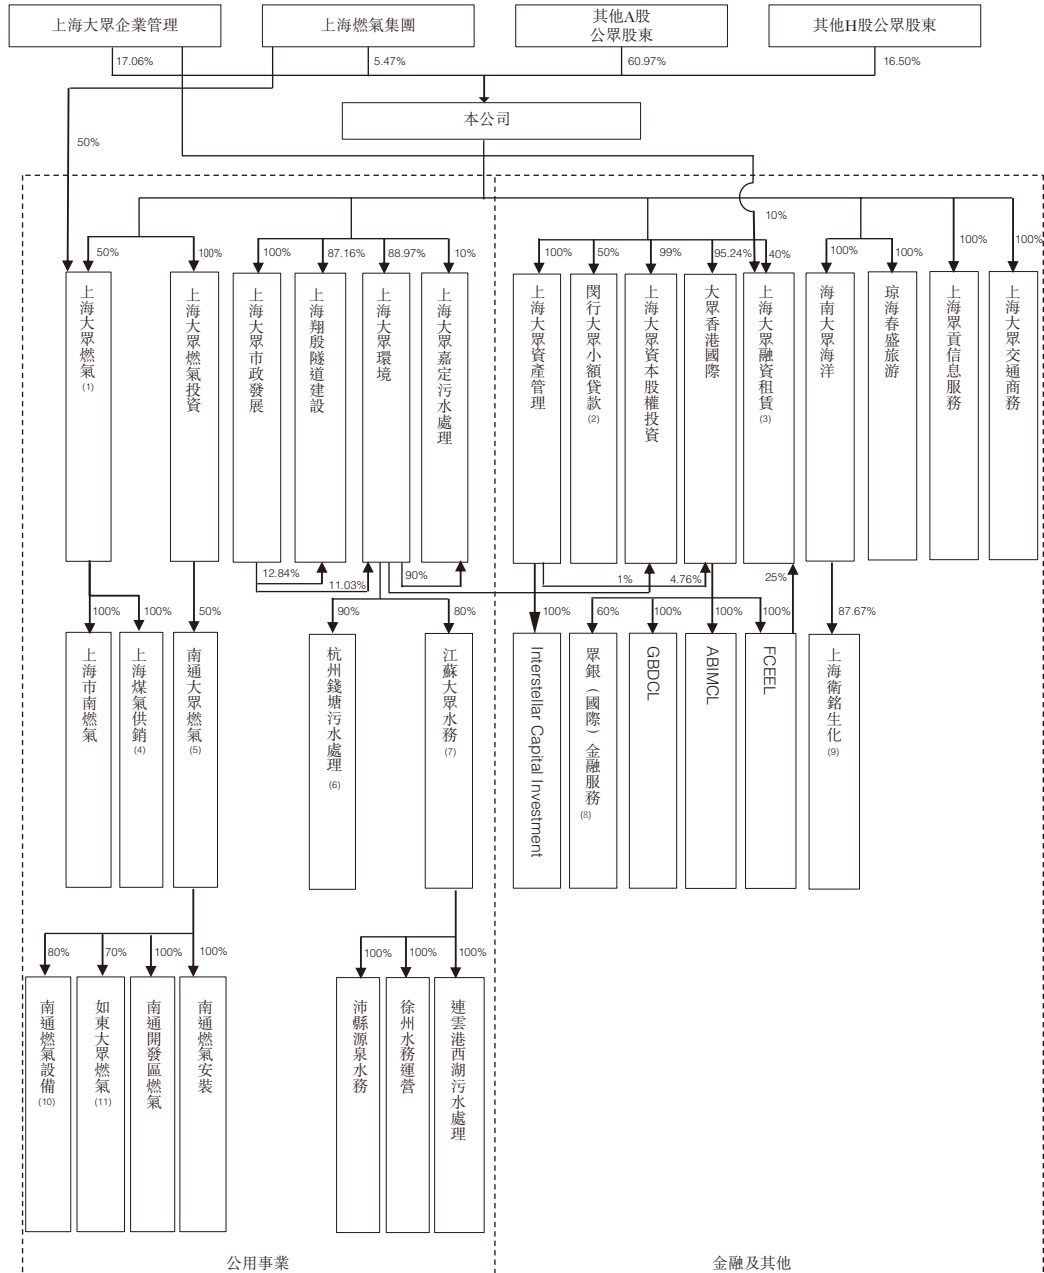 上海大眾企業管理
上海燃氣集團
其他A股
公眾股東
其他H股公眾股東
17.06%
5.47%
60.97%
16.50%
本公司
50%
10%
50%
100%
100%
87.16%
88.97%
10%
100%
50%
99%
95.24%
40%
100%
100%
100%
100%
上海大眾燃氣
(1)
上海大眾燃氣投資
上海大眾市政發展
上海翔殷隧道建設
上海大眾環境
上海大眾嘉定污水處理
上海大眾資產管理
閔行大眾小額貸款
(2)
上海大眾資本股權投資
大眾香港國際
上海大眾融資租賃
(3)
海南大眾海洋
琼海春盛旅游
上海眾貢信息服務
上海大眾交通商務
12.84%
11.03%
90%
1%
4.76%
25%
100%
100%
50%
90%
80%
100%
60%
100%
100%
100%
87.67%
上海市南燃氣
上海煤氣供銷
(4)
南通大眾燃氣
(5)
杭州錢塘污水處理
(6)
江蘇大眾水務
(7)
Interstellar Capital Investment
眾銀（國際）金融服務
(8)
GBDCL
ABIMCL
FCEEL
上海衛銘生化
(9)
80%
70%
100%
100%
100%
100%
100%
南通燃氣設備
(10)
如東大眾燃氣
(11)
南通開發區燃氣
南通燃氣安裝
沛縣源泉水務
徐州水務運營
連雲港西湖污水處理
公用事業
金融及其他